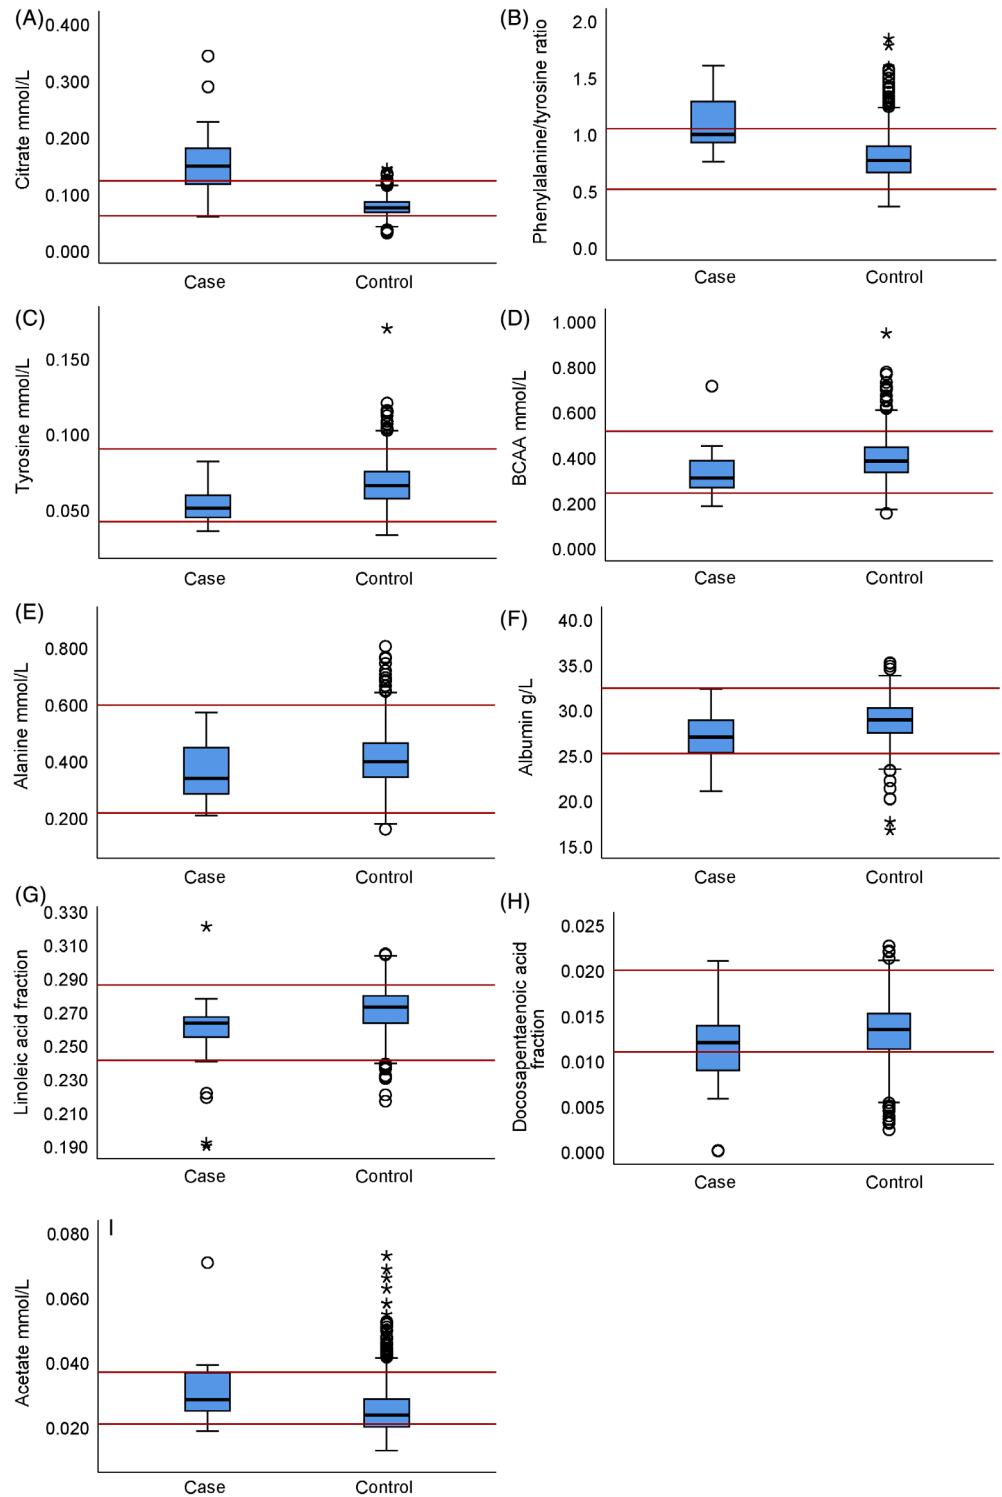 (A)
Citrate mmol/L
0.400
0.300
0.200
0.100
0.000
Case Control
(B)
Phenylalanine/tyrosine ratio
2.0
1.5
1.0
0.5
0.0
Case Control
(C)
Tyrosine mmol/L
0.150
0.100
0.050
Case Control
(D)
BCAA mmol/L
1.000
0.800
0.600
0.400
0.200
0.000
Case Control
(E)
Alanine mmol/L
0.800
0.600
0.400
0.200
Case Control
(F)
Albumin g/L
40.0
35.0
30.0
25.0
20.0
15.0
Case Control
(G)
Linoleic acid fraction
0.330
0.310
0.290
0.270
0.250
0.230
0.210
0.190
Case Control
(H)
Docosapentaenoic acid
fraction
0.025
0.020
0.015
0.010
0.005
0.000
Case Control
I
Acetate mmol/L
0.080
0.060
0.040
0.020
Case Control